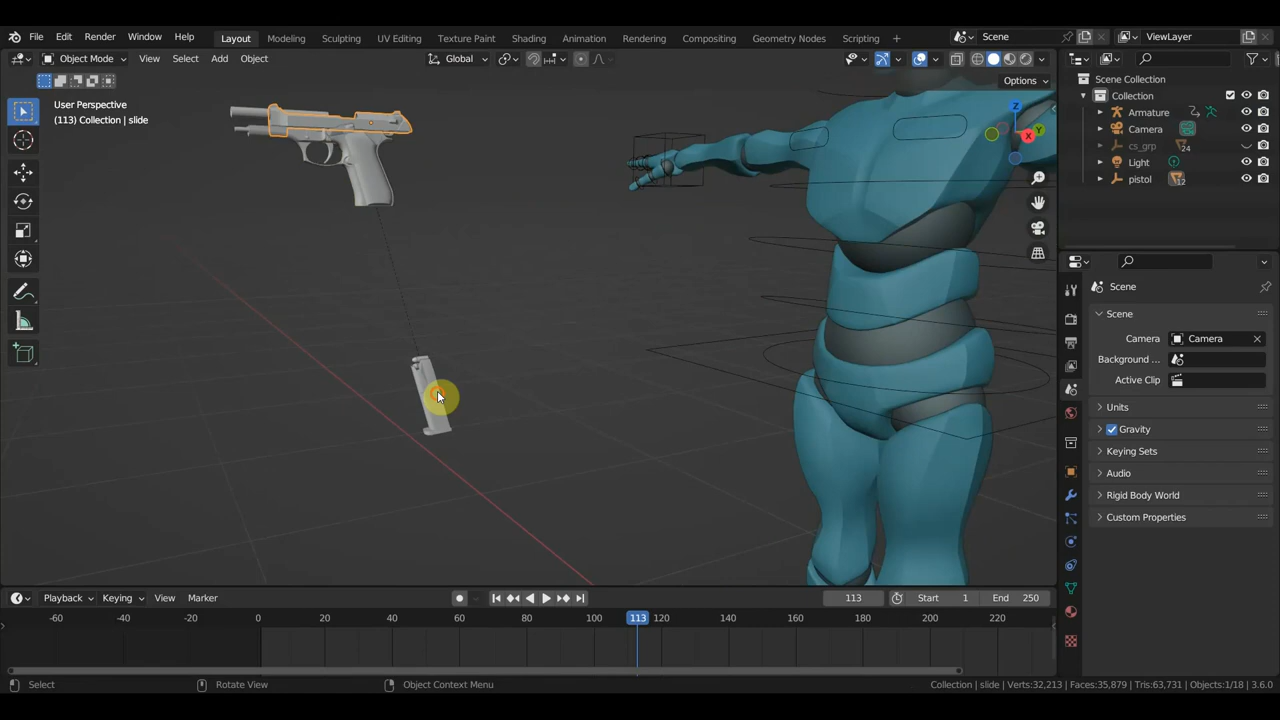 File Edit Render Window Help Layout Modeling Sculpting UV Editing Texture Paint Shading Animation Rendering Compositing Geometry Nodes Scripting + Scene ViewLayer
Object Mode View Select Add Object Global
Options
User Perspective
(113) Collection | slide
Z
Y
X
Scene Collection
Collection
Armature
Camera
cs_grp 24
Light
pistol 12
Scene
Scene
Camera Camera
Background ...
Active Clip
Units
Gravity
Keying Sets
Audio
Rigid Body World
Custom Properties
Playback Keying View Marker 113 Start 1 End 250
-60 -40 -20 0 20 40 60 80 100 113 120 140 160 180 200 220
Select Rotate View Object Context Menu Collection | slide | Verts:32,213 | Faces:35,879 | Tris:63,731 | Objects:1/18 | 3.6.0